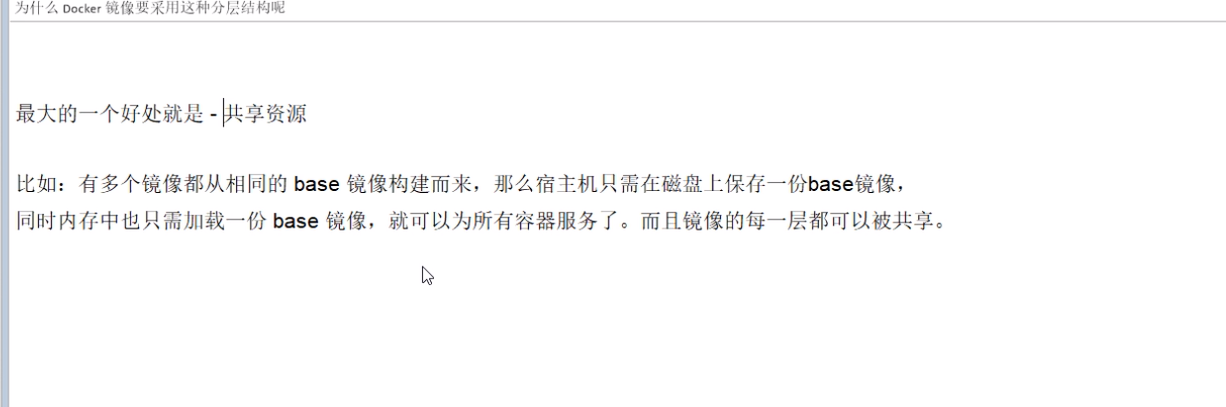 为什么 Docker 镜像要采用这种分层结构呢
最大的一个好处就是 - 共享资源
比如：有多个镜像都从相同的 base 镜像构建而来，那么宿主机只需在磁盘上保存一份base镜像，
同时内存中也只需加载一份 base 镜像，就可以为所有容器服务了。而且镜像的每一层都可以被共享。